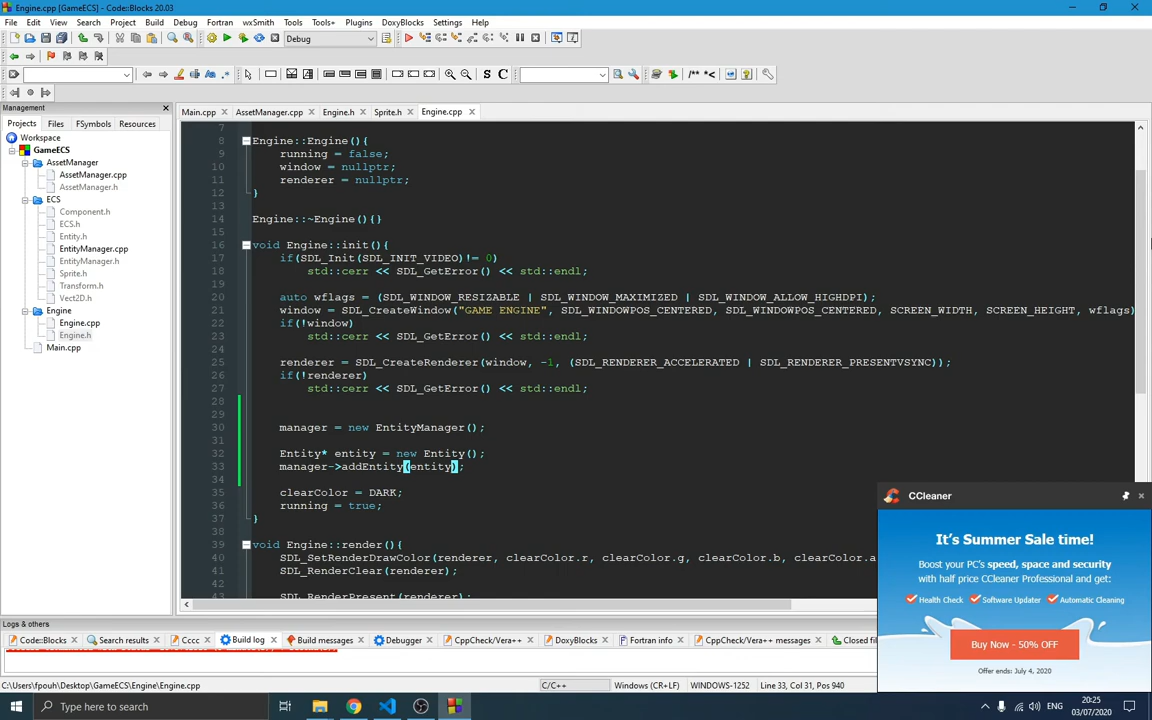 Engine.cpp [GameECS] - Code::Blocks 20.03
File Edit View Search Project Build Debug Fortran wxSmith Tools Tools+ Plugins DoxyBlocks Settings Help
Debug
/** *<
Management
Projects Files FSymbols Resources
Main.cpp AssetManager.cpp Engine.h Sprite.h Engine.cpp
Workspace
GameECS
AssetManager
AssetManager.cpp
AssetManager.h
ECS
Component.h
ECS.h
Entity.h
EntityManager.cpp
EntityManager.h
Sprite.h
Transform.h
Vect2D.h
Engine
Engine.cpp
Engine.h
Main.cpp
7
8 Engine::Engine(){
9 running = false;
10 window = nullptr;
11 renderer = nullptr;
12 }
13
14 Engine::~Engine(){}
15
16 void Engine::init(){
17 if(SDL_Init(SDL_INIT_VIDEO)!= 0)
18 std::cerr << SDL_GetError() << std::endl;
19
20 auto wflags = (SDL_WINDOW_RESIZABLE | SDL_WINDOW_MAXIMIZED | SDL_WINDOW_ALLOW_HIGHDPI);
21 window = SDL_CreateWindow("GAME ENGINE", SDL_WINDOWPOS_CENTERED, SDL_WINDOWPOS_CENTERED, SCREEN_WIDTH, SCREEN_HEIGHT, wflags)
22 if(!window)
23 std::cerr << SDL_GetError() << std::endl;
24
25 renderer = SDL_CreateRenderer(window, -1, (SDL_RENDERER_ACCELERATED | SDL_RENDERER_PRESENTVSYNC));
26 if(!renderer)
27 std::cerr << SDL_GetError() << std::endl;
28
29
30 manager = new EntityManager();
31
32 Entity* entity = new Entity();
33 manager->addEntity(entity);
34
35 clearColor = DARK;
36 running = true;
37 }
38
39 void Engine::render(){
40 SDL_SetRenderDrawColor(renderer, clearColor.r, clearColor.g, clearColor.b, clearColor.a
41 SDL_RenderClear(renderer);
42
43 SDL_RenderPresent(renderer);
CCleaner
It's Summer Sale time!
Boost your PC's speed, space and security
with half price CCleaner Professional and get:
Health Check Software Updater Automatic Cleaning
Buy Now - 50% OFF
Offer ends: July 4, 2020
Logs & others
Code::Blocks Search results Cccc Build log Build messages Debugger CppCheck/Vera++ DoxyBlocks Fortran info CppCheck/Vera++ messages Closed fil
C:\Users\fpouh\Desktop\GameECS\Engine\Engine.cpp C/C++ Windows (CR+LF) WINDOWS-1252 Line 33, Col 31, Pos 940
Type here to search
ENG
20:25
03/07/2020